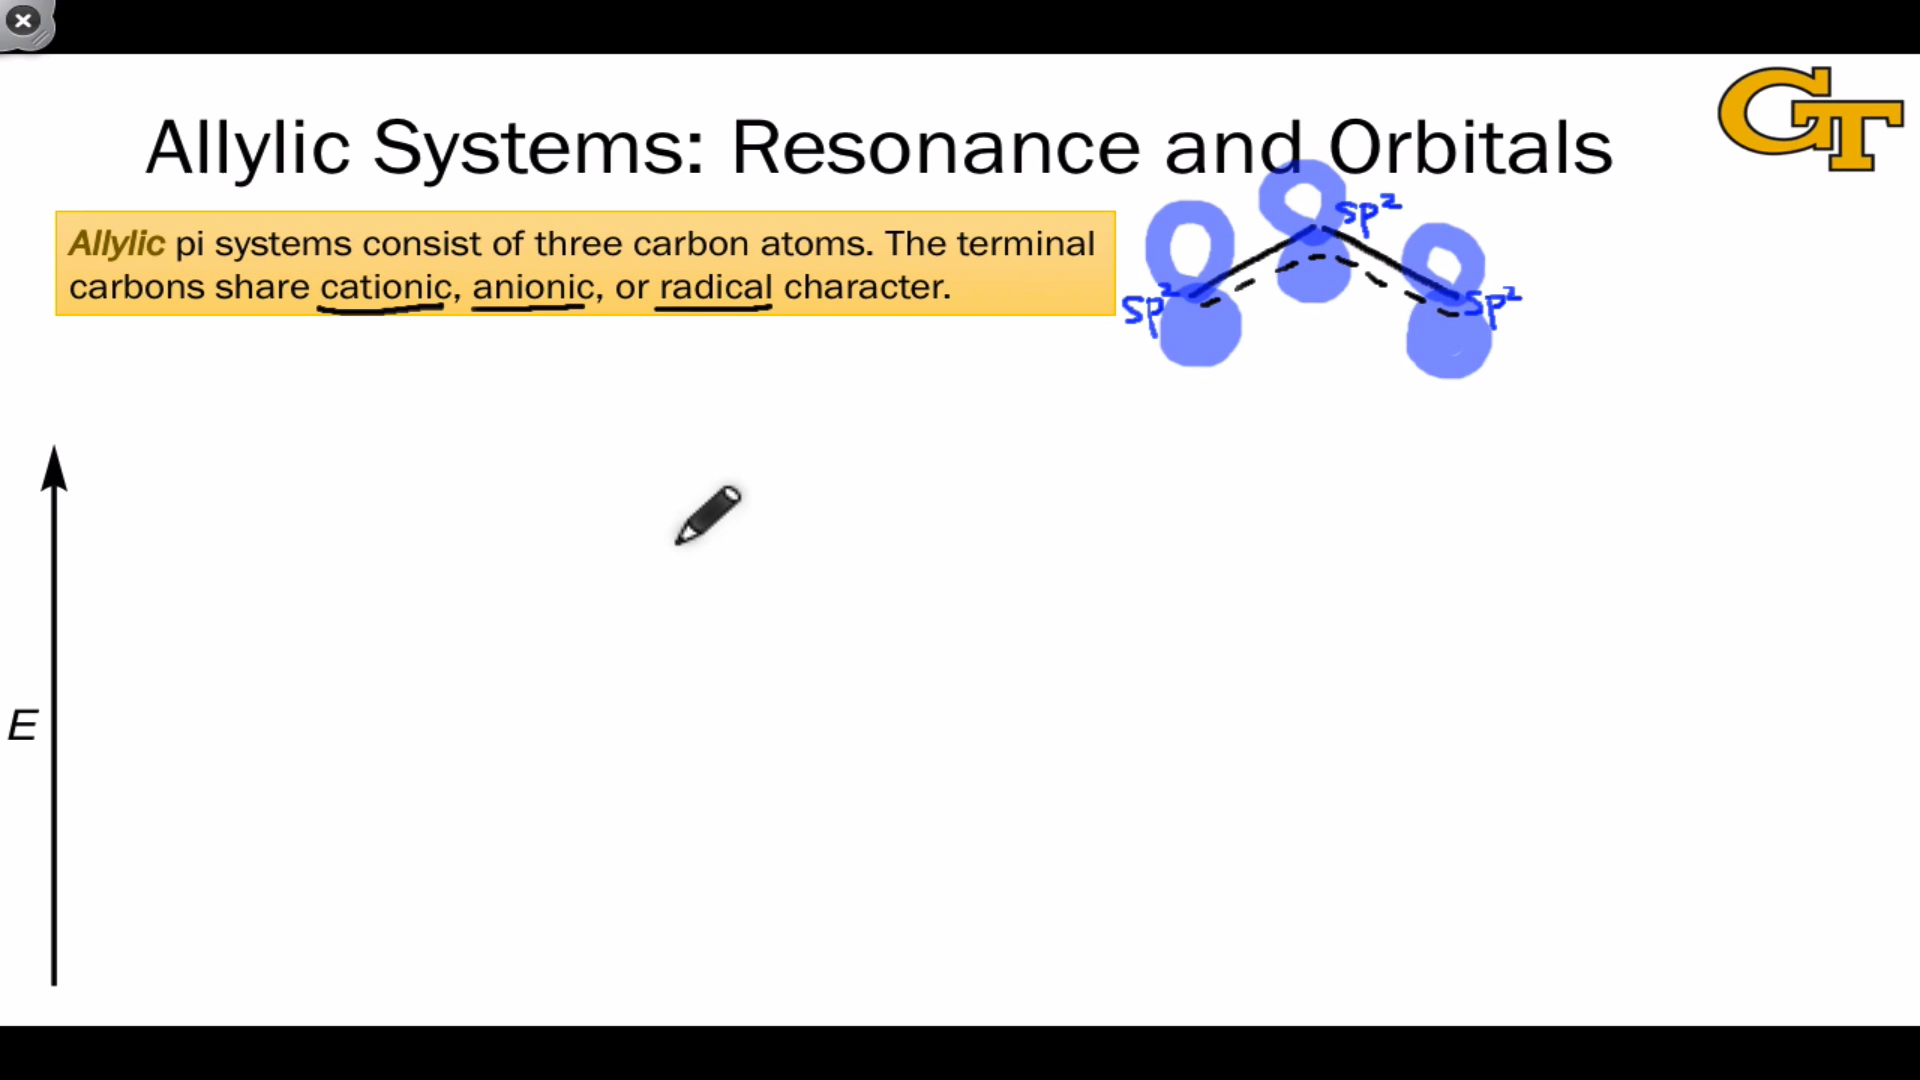 Allylic Systems: Resonance and Orbitals
GT
Allylic pi systems consist of three carbon atoms. The terminal
carbons share cationic, anionic, or radical character.
sp²
sp²
sp²
E